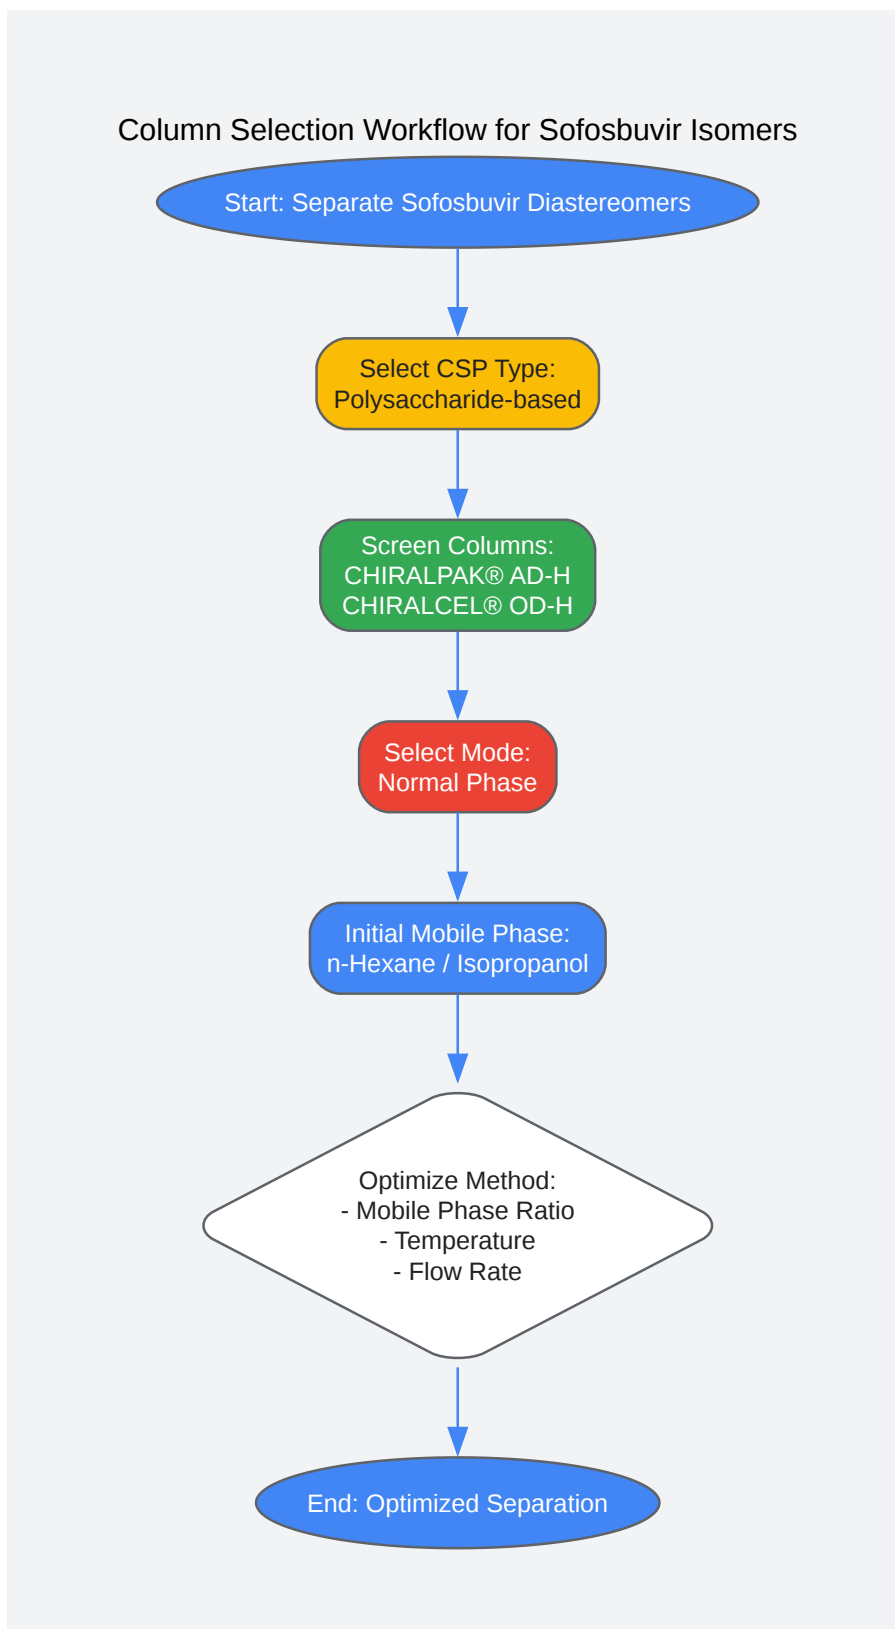 Column Selection Workflow for Sofosbuvir Isomers
Start: Separate Sofosbuvir Diastereomers
Select CSP Type:
Polysaccharide-based
Screen Columns:
CHIRALPAK® AD-H
CHIRALCEL® OD-H
Select Mode:
Normal Phase
Initial Mobile Phase:
n-Hexane / Isopropanol
Optimize Method:
- Mobile Phase Ratio
- Temperature
- Flow Rate
End: Optimized Separation